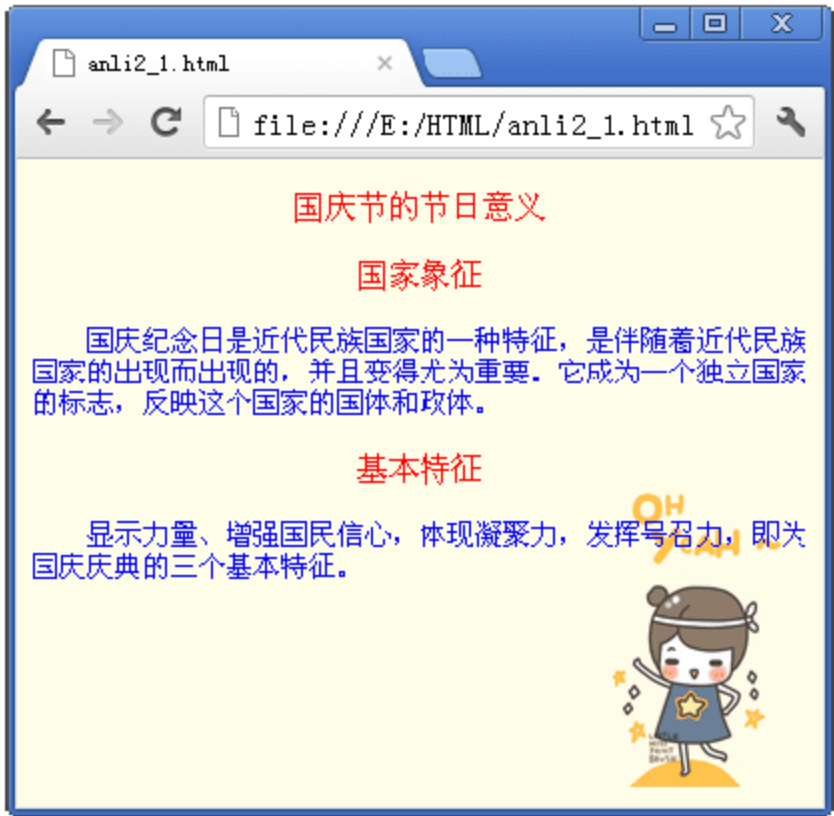 anli2_1.html
file:///E:/HTML/anli2_1.html
国庆节的节日意义
国家象征
国庆纪念日是近代民族国家的一种特征，是伴随着近代民族
国家的出现而出现的，并且变得尤为重要。它成为一个独立国家
的标志，反映这个国家的国体和政体。
基本特征
显示力量、增强国民信心，体现凝聚力，发挥号召力，即为
国庆庆典的三个基本特征。
OH
YEAH ~